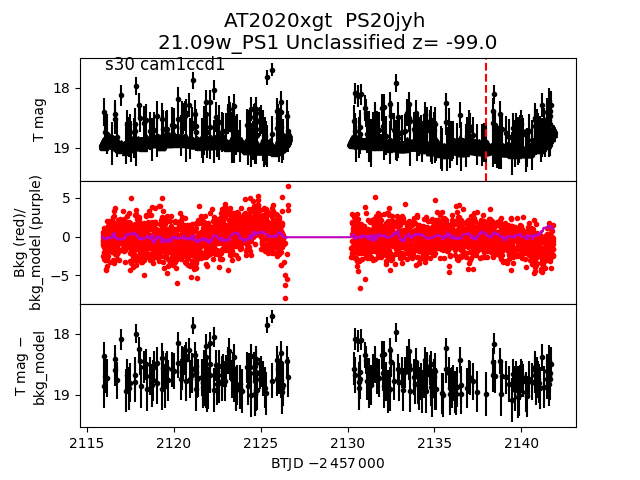 AT2020xgt  PS20jyh
21.09w_PS1 Unclassified z= -99.0
s30 cam1ccd1
18
19
T mag
5
0
−5
Bkg (red)/
bkg_model (purple)
18
19
T mag −
bkg_model
2115 2120 2125 2130 2135 2140
BTJD −2 457 000